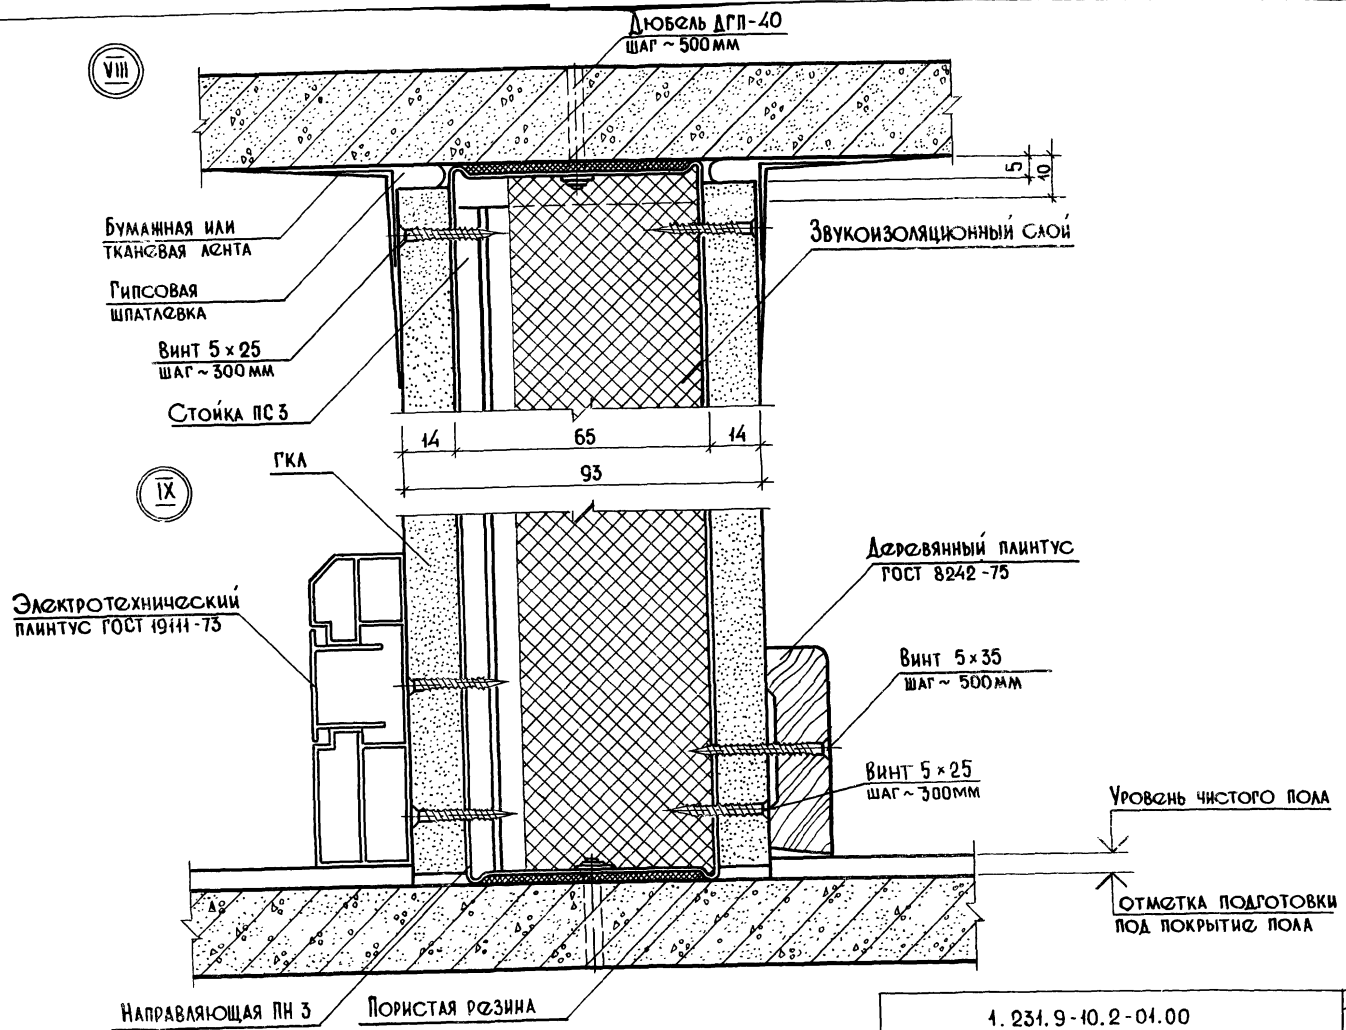 VIII
Дюбель ДГП-40
шаг ~ 500 мм
5
10
Бумажная или
тканевая лента
Звукоизоляционный слой
Гипсовая
шпатлевка
Винт 5 × 25
шаг ~ 300 мм
Стойка ПС 3
14
65
14
93
ГКЛ
IX
Деревянный плинтус
ГОСТ 8242-75
Электротехнический
плинтус ГОСТ 19111-73
Винт 5 × 35
шаг ~ 500 мм
Винт 5 × 25
шаг ~ 300 мм
Уровень чистого пола
отметка подготовки
под покрытие пола
Направляющая ПН 3
Пористая резина
1.231.9-10.2-01.00